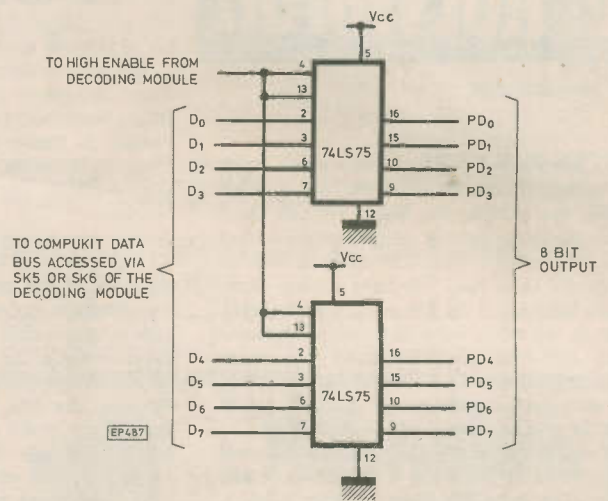 Vcc
5
TO HIGH ENABLE FROM
DECODING MODULE
4
13
D0 2
D1 3
D2 6
D3 7
74LS75
16 PD0
15 PD1
10 PD2
9 PD3
12
TO COMPUKIT DATA
BUS ACCESSED VIA
SK5 OR SK6 OF THE
DECODING MODULE
8 BIT
OUTPUT
Vcc
5
4
13
D4 2
D5 3
D6 6
D7 7
74LS75
16 PD4
15 PD5
10 PD6
9 PD7
12
EP487